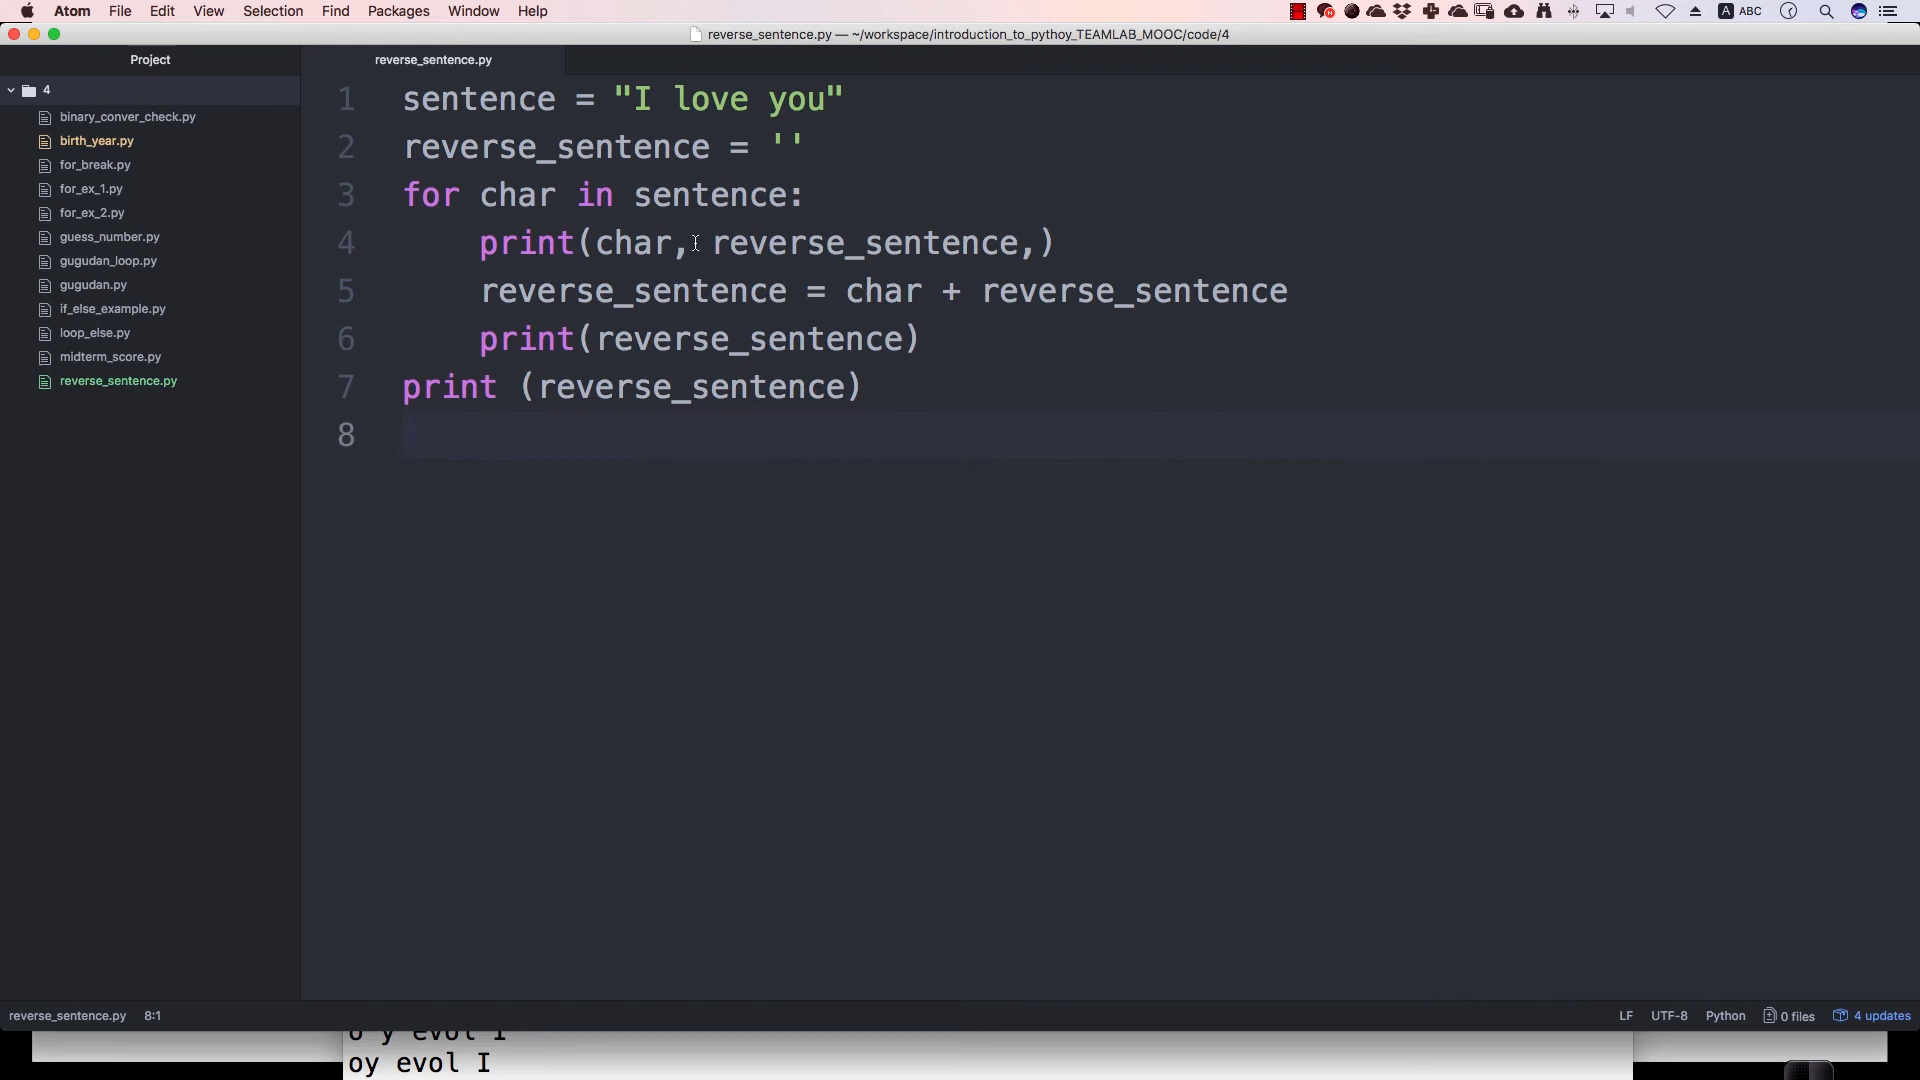 Atom File Edit View Selection Find Packages Window Help A ABC
reverse_sentence.py — ~/workspace/introduction_to_pythoy_TEAMLAB_MOOC/code/4
Project
reverse_sentence.py
4
binary_conver_check.py
birth_year.py
for_break.py
for_ex_1.py
for_ex_2.py
guess_number.py
gugudan_loop.py
gugudan.py
if_else_example.py
loop_else.py
midterm_score.py
reverse_sentence.py
1 sentence = "I love you"
2 reverse_sentence = ''
3 for char in sentence:
4 print(char, reverse_sentence,)
5 reverse_sentence = char + reverse_sentence
6 print(reverse_sentence)
7 print (reverse_sentence)
8
reverse_sentence.py 8:1 LF UTF-8 Python 0 files 4 updates
o y evol I
oy evol I